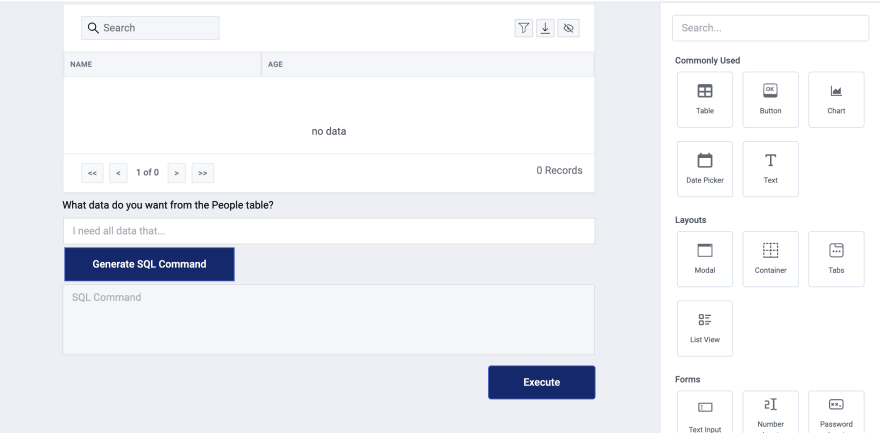 Search
NAME
AGE
no data
<<
<
1 of 0
>
>>
0 Records
What data do you want from the People table?
I need all data that...
Generate SQL Command
SQL Command
Execute
Search...
Commonly Used
Table
OK
Button
Chart
Date Picker
T
Text
Layouts
Modal
Container
Tabs
List View
Forms
Text Input
Number
Password